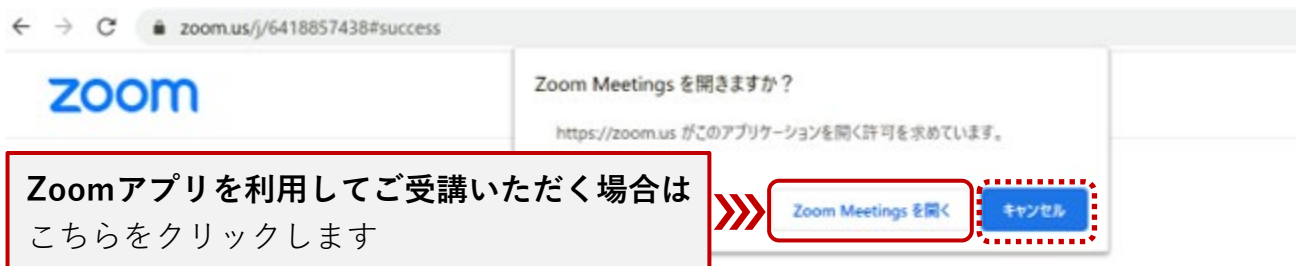 zoom.us/j/6418857438#success
zoom
Zoom Meetings を開きますか？
https://zoom.us がこのアプリケーションを開く許可を求めています。
Zoomアプリを利用してご受講いただく場合は
こちらをクリックします
Zoom Meetings を開く
キャンセル